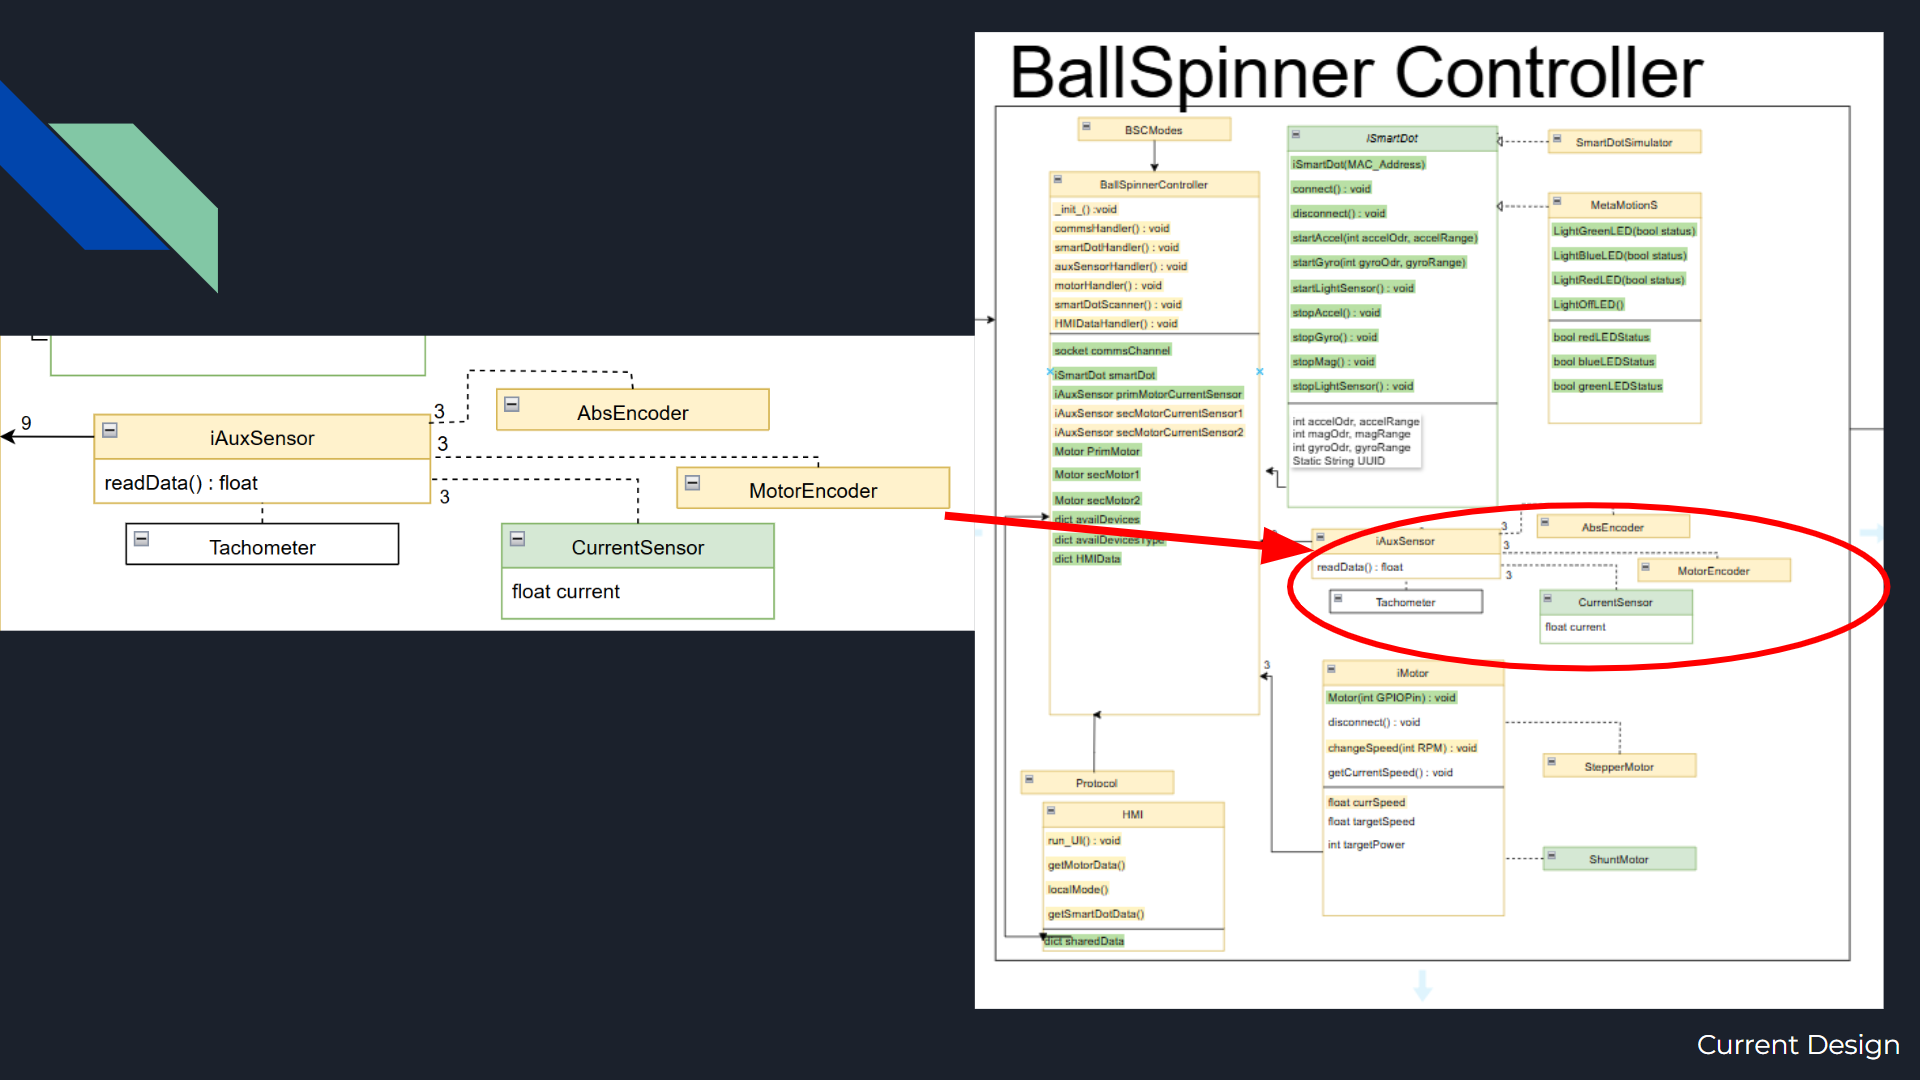 BallSpinner Controller
BSCModes
BallSpinnerController
_init_() :void
commsHandler() : void
smartDotHandler() : void
auxSensorHandler() : void
motorHandler() : void
smartDotScanner() : void
HMIDataHandler() : void
socket commsChannel
iSmartDot smartDot
iAuxSensor primMotorCurrentSensor
iAuxSensor secMotorCurrentSensor1
iAuxSensor secMotorCurrentSensor2
Motor PrimMotor
Motor secMotor1
Motor secMotor2
dict availDevices
dict availDevicesType
dict HMIData
iSmartDot
iSmartDot(MAC_Address)
connect() : void
disconnect() : void
startAccel(int accelOdr, accelRange)
startGyro(int gyroOdr, gyroRange)
startLightSensor() : void
stopAccel() : void
stopGyro() : void
stopMag() : void
stopLightSensor() : void
int accelOdr, accelRange
int magOdr, magRange
int gyroOdr, gyroRange
Static String UUID
SmartDotSimulator
MetaMotionS
LightGreenLED(bool status)
LightBlueLED(bool status)
LightRedLED(bool status)
LightOffLED()
bool redLEDStatus
bool blueLEDStatus
bool greenLEDStatus
9
iAuxSensor
readData() : float
3
3
3
AbsEncoder
MotorEncoder
Tachometer
CurrentSensor
float current
iAuxSensor
readData() : float
3
3
3
AbsEncoder
MotorEncoder
Tachometer
CurrentSensor
float current
3
iMotor
Motor(int GPIOPin) : void
disconnect() : void
changeSpeed(int RPM) : void
getCurrentSpeed() : void
float currSpeed
float targetSpeed
int targetPower
StepperMotor
ShuntMotor
Protocol
HMI
run_UI() : void
getMotorData()
localMode()
getSmartDotData()
dict sharedData
Current Design